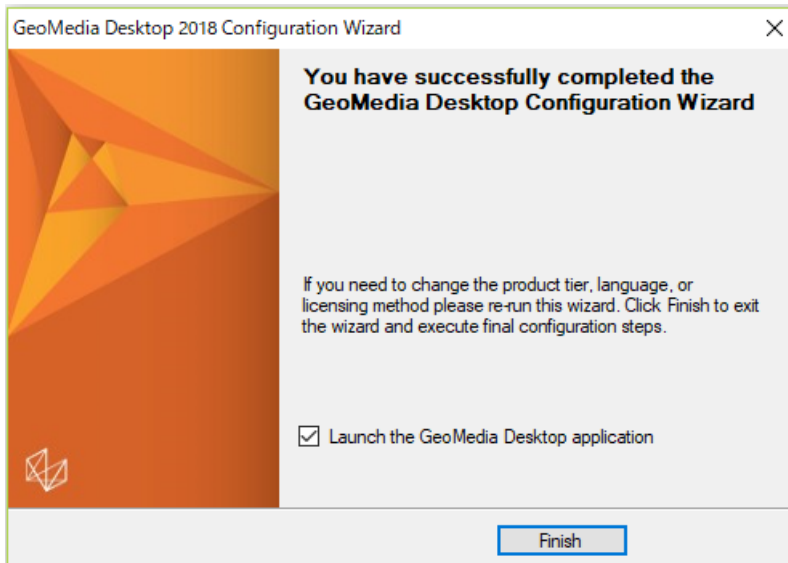 GeoMedia Desktop 2018 Configuration Wizard
You have successfully completed the
GeoMedia Desktop Configuration Wizard
If you need to change the product tier, language, or
licensing method please re-run this wizard. Click Finish to exit
the wizard and execute final configuration steps.
Launch the GeoMedia Desktop application
Finish